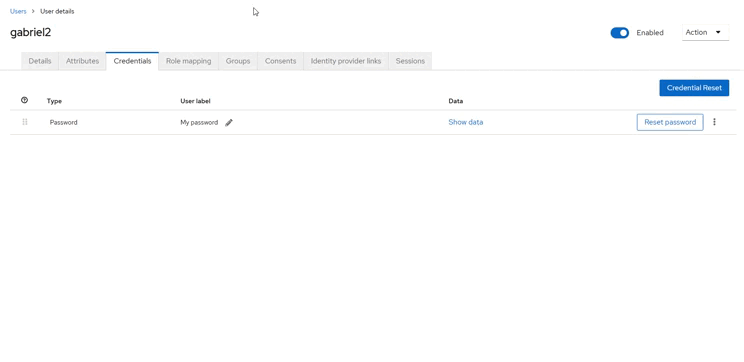 Users > User details
gabriel2
Enabled
Action
Details Attributes Credentials Role mapping Groups Consents Identity provider links Sessions
Credential Reset
Type User label Data
Password My password Show data Reset password